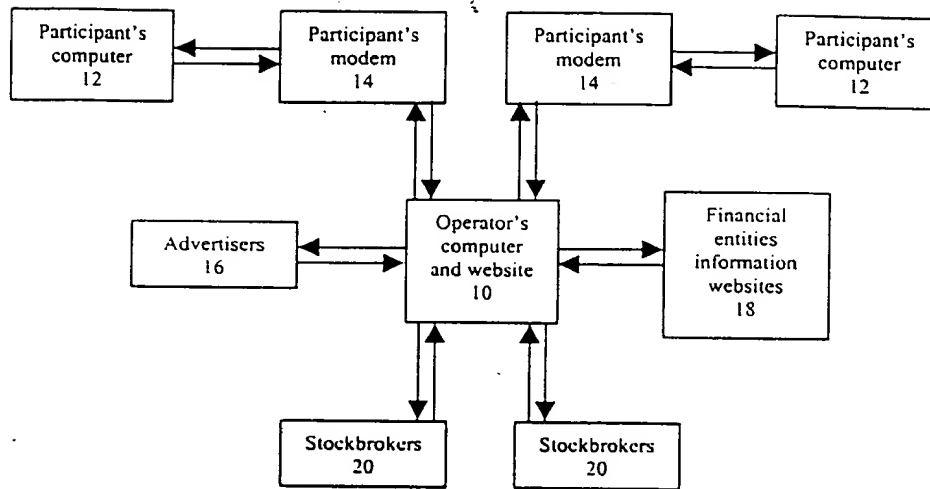 Participant's
computer
12
Participant's
modem
14
Participant's
modem
14
Participant's
computer
12
Advertisers
16
Operator's
computer
and website
10
Financial
entities
information
websites
18
Stockbrokers
20
Stockbrokers
20